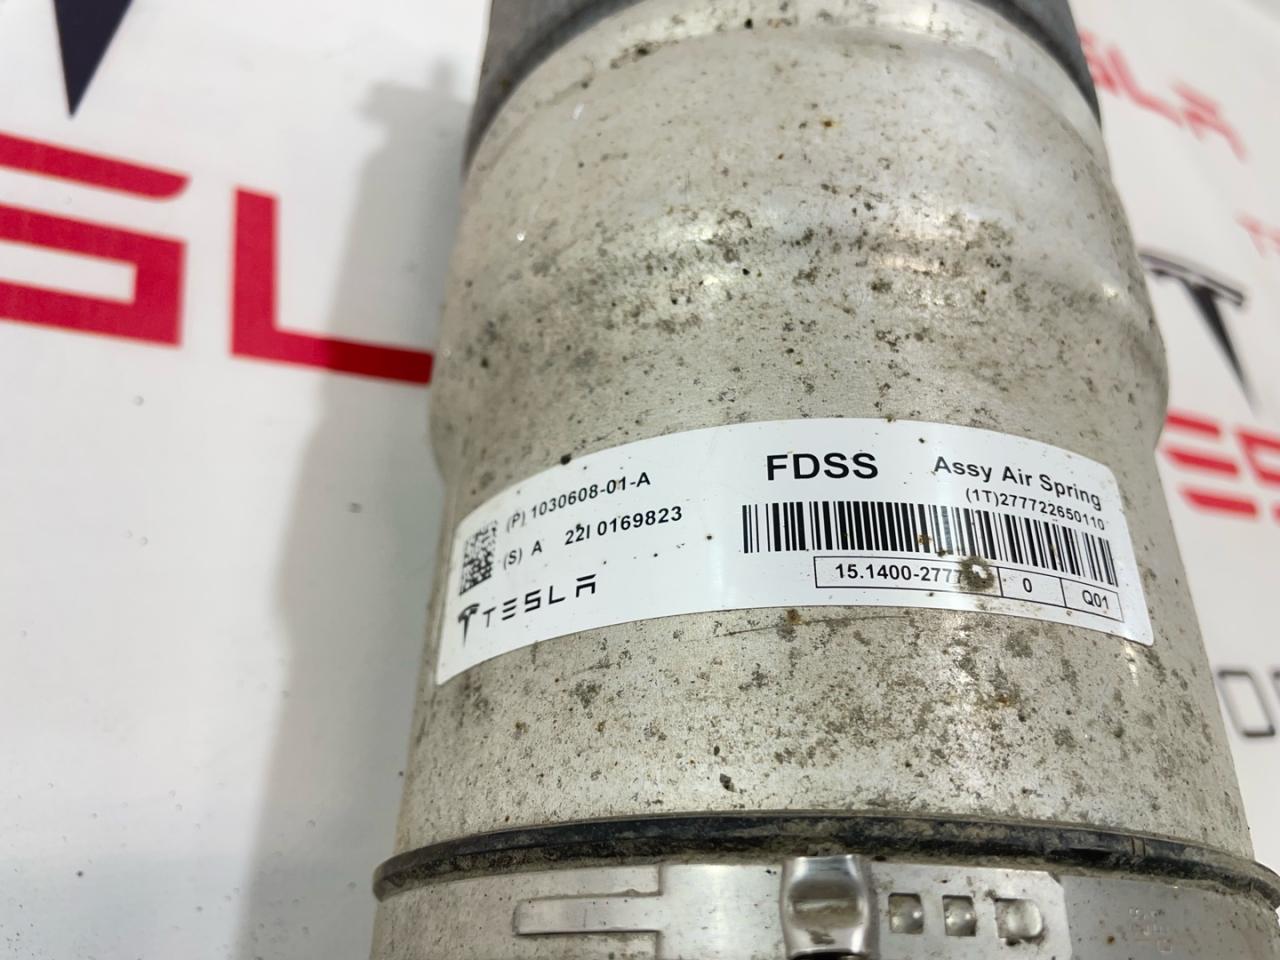 (P) 1030608-01-A
(S) A 22I 0169823
TESLA
FDSS Assy Air Spring
(1T)277722650110
15.1400-2777 0 Q01